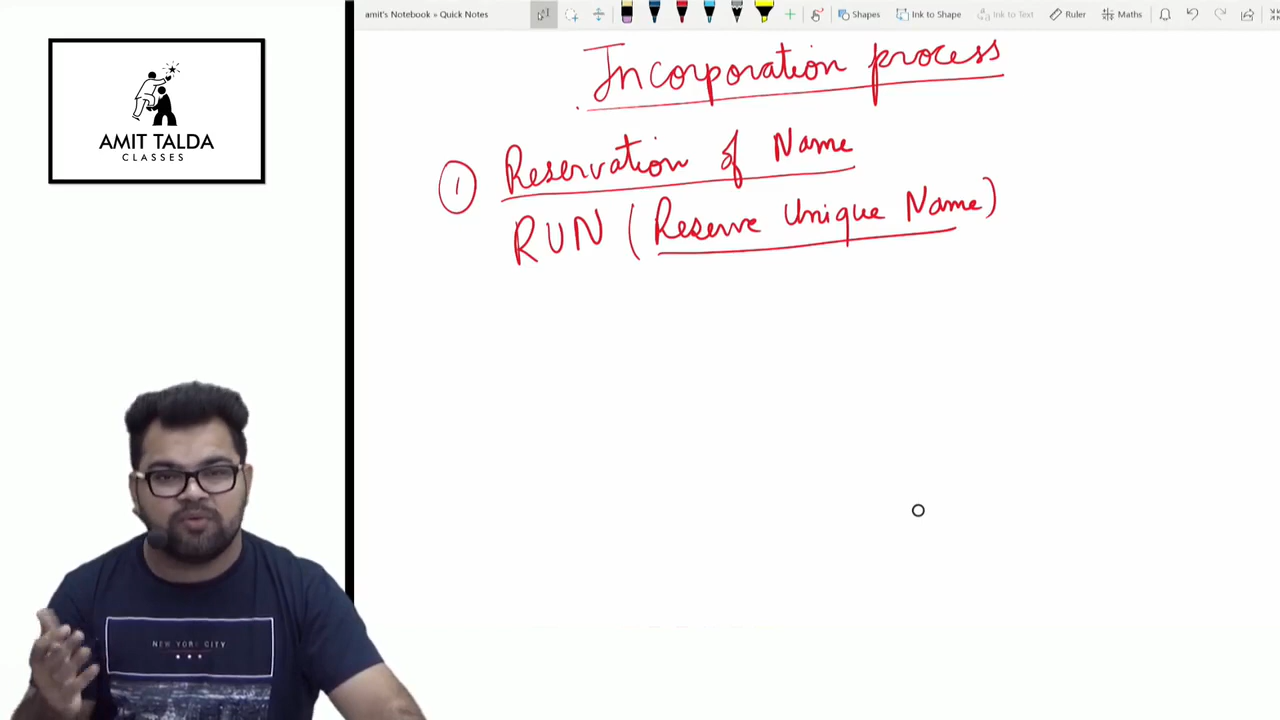 amit's Notebook » Quick Notes
Shapes
Ink to Shape
Ink to Text
Ruler
Maths
AMIT TALDA
CLASSES
Incorporation process
1 Reservation of Name
RUN (Reserve Unique Name)
NEW YORK CITY